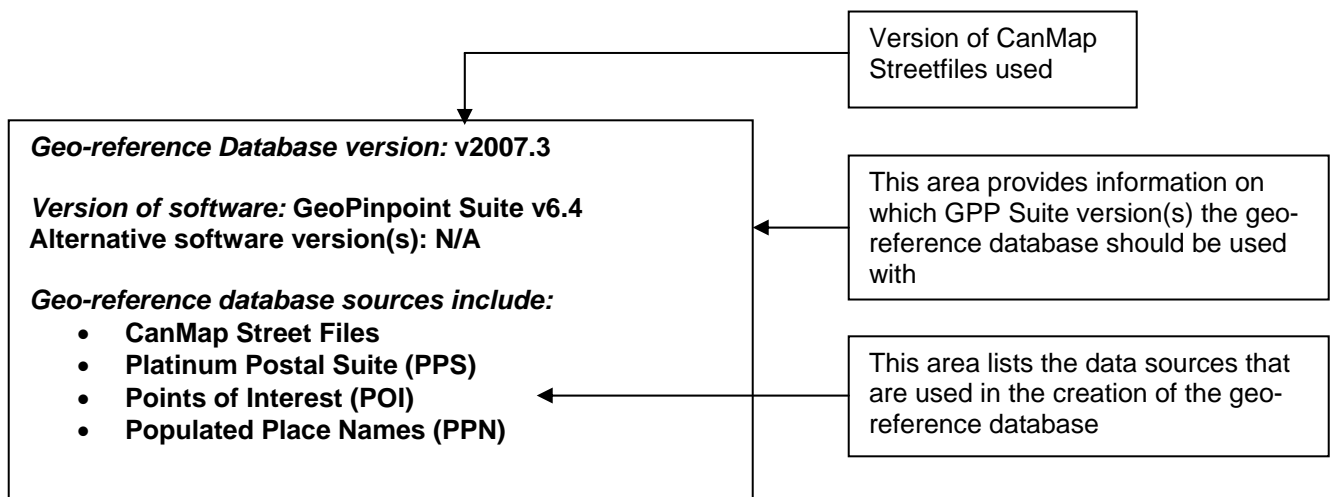 Version of CanMap
Streetfiles used
Geo-reference Database version: v2007.3
Version of software: GeoPinpoint Suite v6.4
Alternative software version(s): N/A
Geo-reference database sources include:
• CanMap Street Files
• Platinum Postal Suite (PPS)
• Points of Interest (POI)
• Populated Place Names (PPN)
This area provides information on
which GPP Suite version(s) the geo-
reference database should be used
with
This area lists the data sources that
are used in the creation of the geo-
reference database